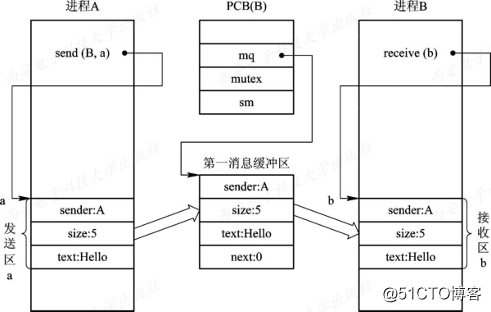 进程A
PCB(B)
进程B
send (B, a)
mq
mutex
sm
receive (b)
第一消息缓冲区
a
sender:A
size:5
text:Hello
发送区a
sender:A
size:5
text:Hello
next:0
b
sender:A
size:5
text:Hello
接收区b
@51CTO博客